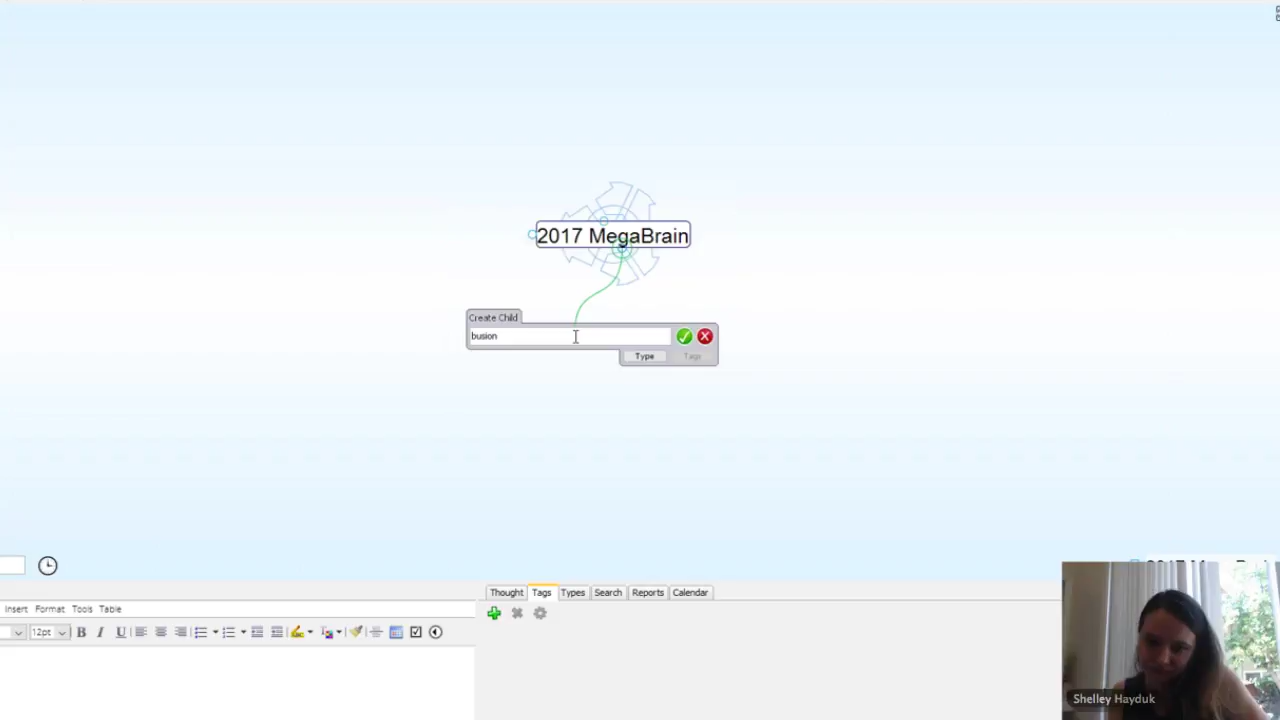 2017 MegaBrain
Create Child
busion
Type Tags
Thought Tags Types Search Reports Calendar
Insert Format Tools Table
12pt B I U
Shelley Hayduk